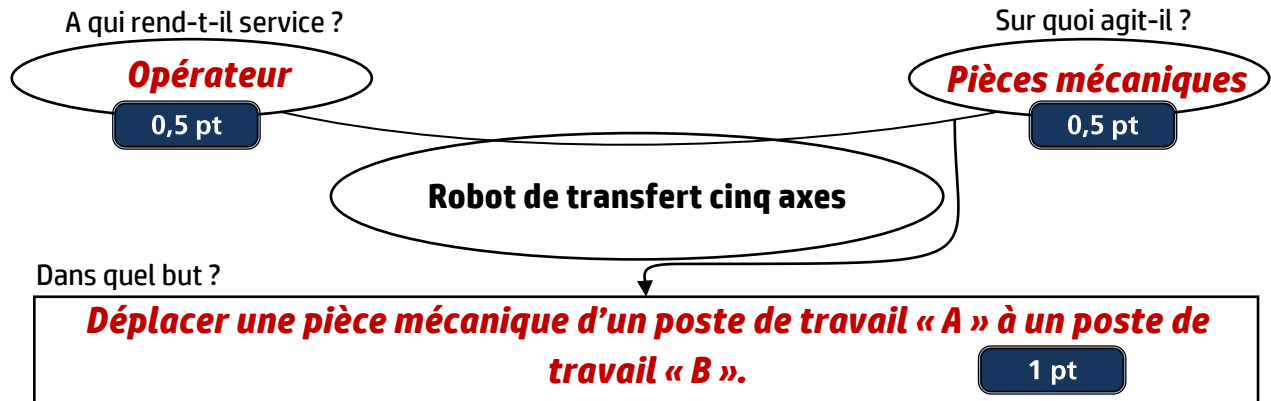 A qui rend-t-il service ?
Sur quoi agit-il ?
Opérateur
Pièces mécaniques
0,5 pt
0,5 pt
Robot de transfert cinq axes
Dans quel but ?
Déplacer une pièce mécanique d’un poste de travail « A » à un poste de
travail « B ».
1 pt